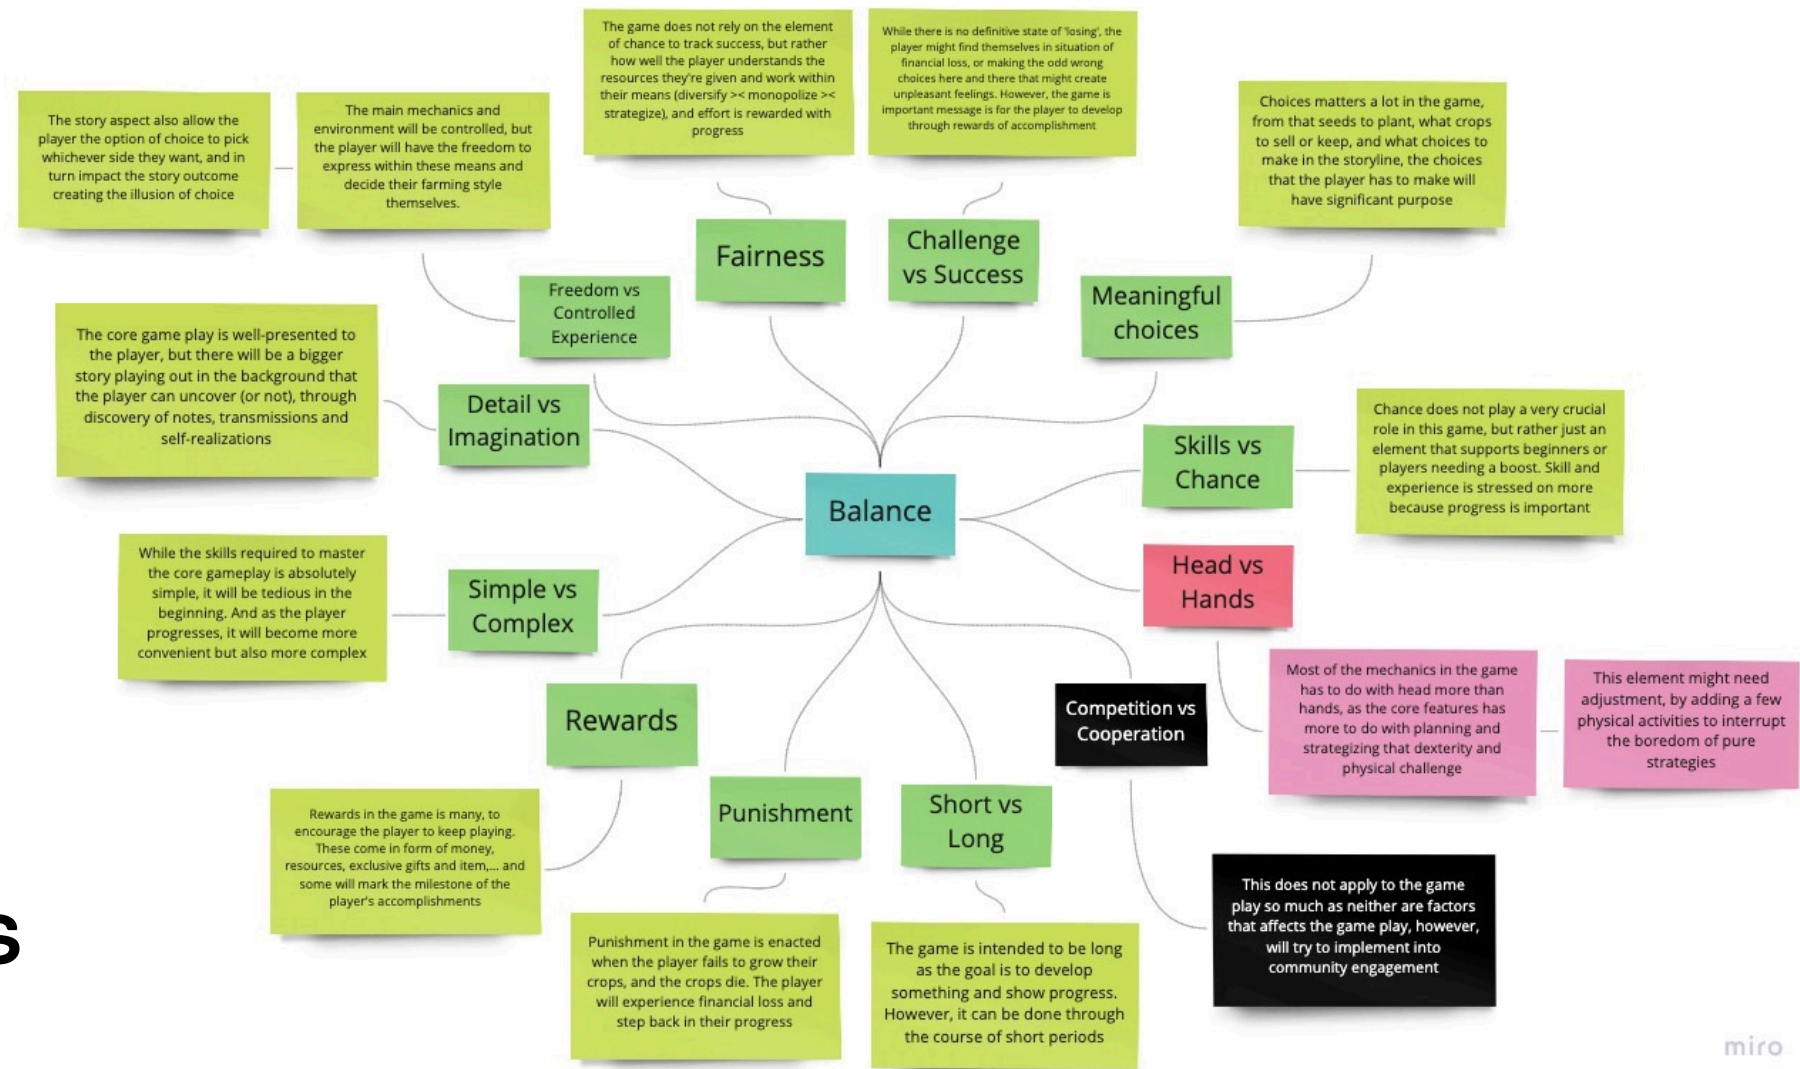 The story aspect also allow the
player the option of choice to pick
whichever side they want, and in
turn impact the story outcome
creating the illusion of choice
The main mechanics and
environment will be controlled, but
the player will have the freedom to
express within these means and
decide their farming style
themselves.
The game does not rely on the element
of chance to track success, but rather
how well the player understands the
resources they're given and work within
their means (diversify >< monopolize ><
strategize), and effort is rewarded with
progress
While there is no definitive state of 'losing', the
player might find themselves in situation of
financial loss, or making the odd wrong
choices here and there that might create
unpleasant feelings. However, the game is
important message is for the player to develop
through rewards of accomplishment
Choices matters a lot in the game,
from that seeds to plant, what crops
to sell or keep, and what choices to
make in the storyline, the choices
that the player has to make will
have significant purpose
Freedom vs
Controlled
Experience
Fairness
Challenge
vs Success
Meaningful
choices
The core game play is well-presented to
the player, but there will be a bigger
story playing out in the background that
the player can uncover (or not), through
discovery of notes, transmissions and
self-realizations
Detail vs
Imagination
Balance
Skills vs
Chance
Chance does not play a very crucial
role in this game, but rather just an
element that supports beginners or
players needing a boost. Skill and
experience is stressed on more
because progress is important
While the skills required to master
the core gameplay is absolutely
simple, it will be tedious in the
beginning. And as the player
progresses, it will become more
convenient but also more complex
Simple vs
Complex
Head vs
Hands
Most of the mechanics in the game
has to do with head more than
hands, as the core features has
more to do with planning and
strategizing that dexterity and
physical challenge
This element might need
adjustment, by adding a few
physical activities to interrupt
the boredom of pure
strategies
Rewards
Competition vs
Cooperation
Rewards in the game is many, to
encourage the player to keep playing.
These come in form of money,
resources, exclusive gifts and item,... and
some will mark the milestone of the
player's accomplishments
Punishment
Short vs
Long
This does not apply to the game
play so much as neither are factors
that affects the game play, however,
will try to implement into
community engagement
Punishment in the game is enacted
when the player fails to grow their
crops, and the crops die. The player
will experience financial loss and
step back in their progress
The game is intended to be long
as the goal is to develop
something and show progress.
However, it can be done through
the course of short periods
s
miro